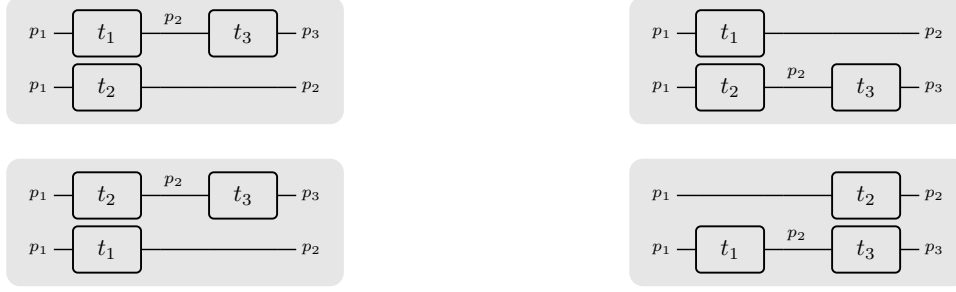 p₁ t₁ p₂ t₃ p₃
p₁ t₂ p₂
p₁ t₁ p₂
p₁ t₂ p₂ t₃ p₃
p₁ t₂ p₂ t₃ p₃
p₁ t₁ p₂
p₁ t₂ p₂
p₁ t₁ p₂ t₃ p₃